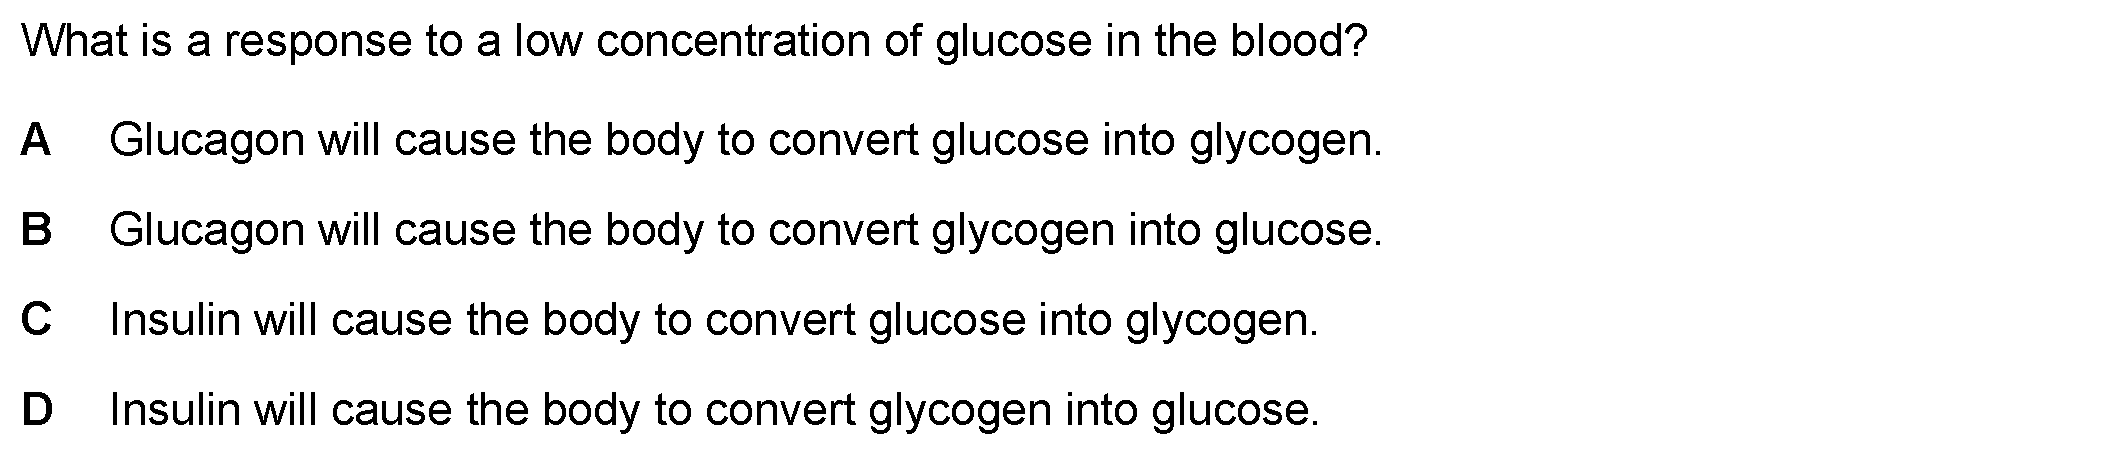 What is a response to a low concentration of glucose in the blood?
A Glucagon will cause the body to convert glucose into glycogen.
B Glucagon will cause the body to convert glycogen into glucose.
C Insulin will cause the body to convert glucose into glycogen.
D Insulin will cause the body to convert glycogen into glucose.